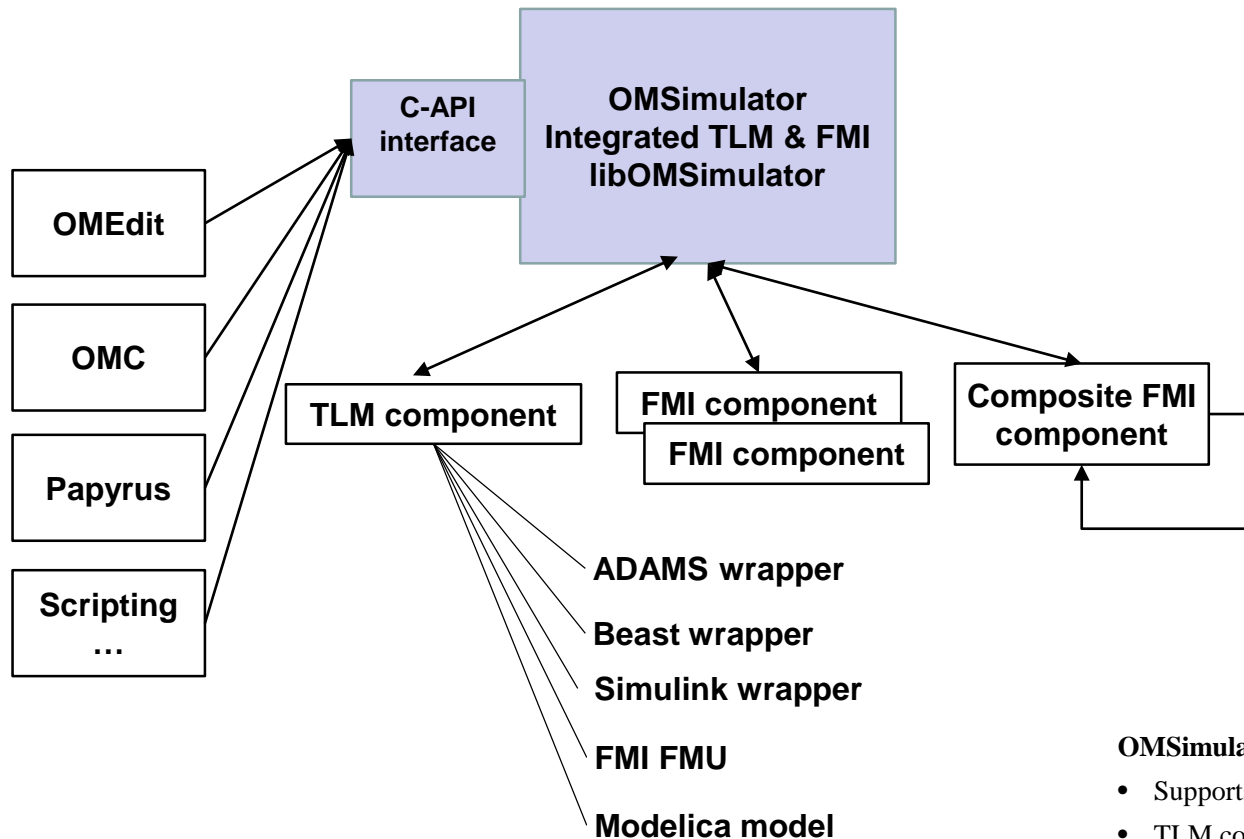 C-API
interface
OMSimulator
Integrated TLM & FMI
libOMSimulator
OMEdit
OMC
Papyrus
Scripting
...
TLM component
FMI component
FMI component
Composite FMI
component
ADAMS wrapper
Beast wrapper
Simulink wrapper
FMI FMU
Modelica model
• Support
• TLM